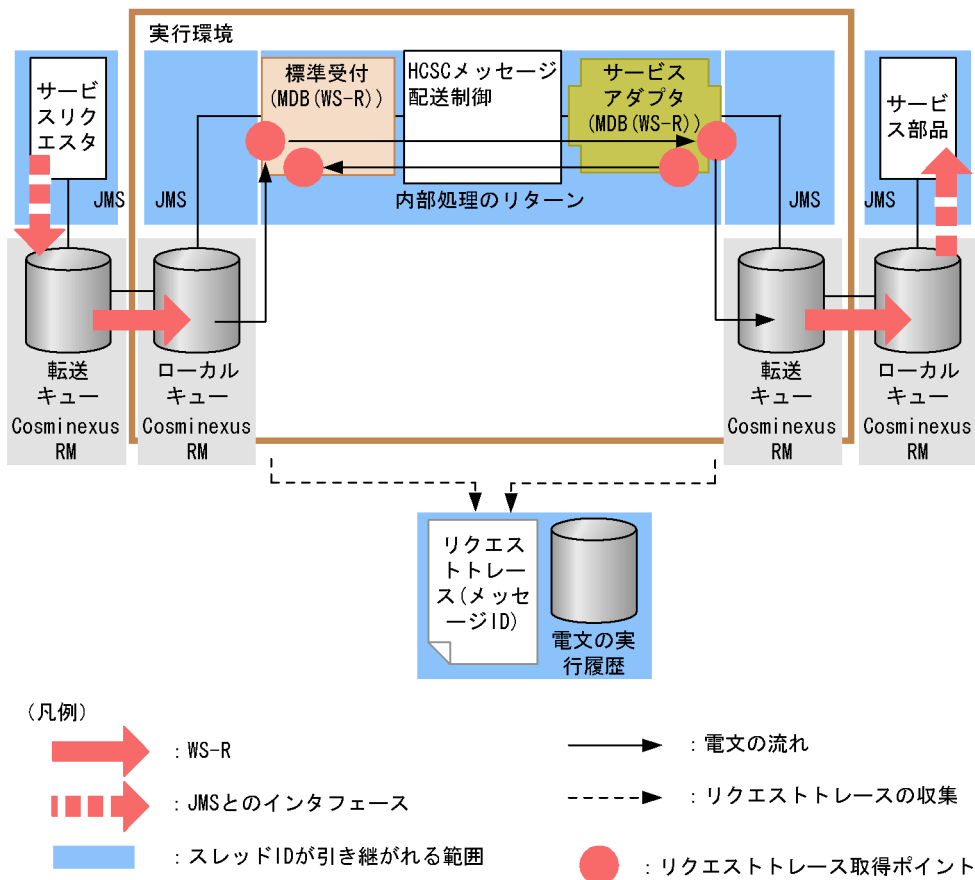 実行環境
サービ
スリク
エスタ
標準受付
(MDB(WS-R))
HCSCメッセージ
配送制御
サービス
アダプタ
(MDB(WS-R))
サービ
ス部品
JMS
JMS
内部処理のリターン
JMS
JMS
転送
キュー
Cosminexus
RM
ローカル
キュー
Cosminexus
RM
転送
キュー
Cosminexus
RM
ローカル
キュー
Cosminexus
RM
リクエス
トトレー
ス(メッセ
ージID)
電文の実
行履歴
(凡例)
:WS-R
:電文の流れ
:JMSとのインタフェース
:リクエストトレースの収集
:スレッドIDが引き継がれる範囲
:リクエストトレース取得ポイント